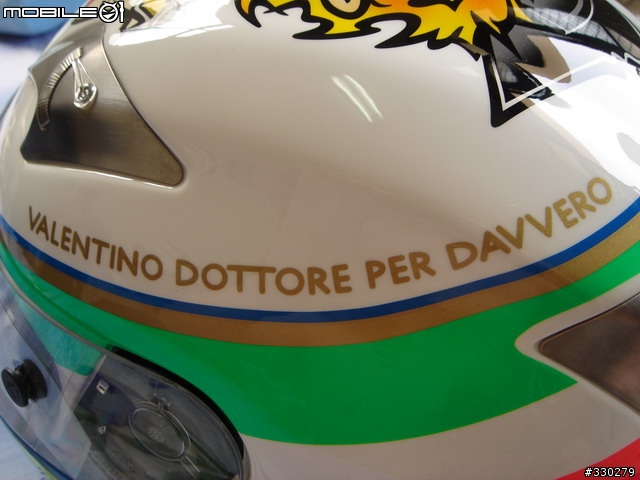 MOBILE01
VALENTINO DOTTORE PER DAVVERO
#330279